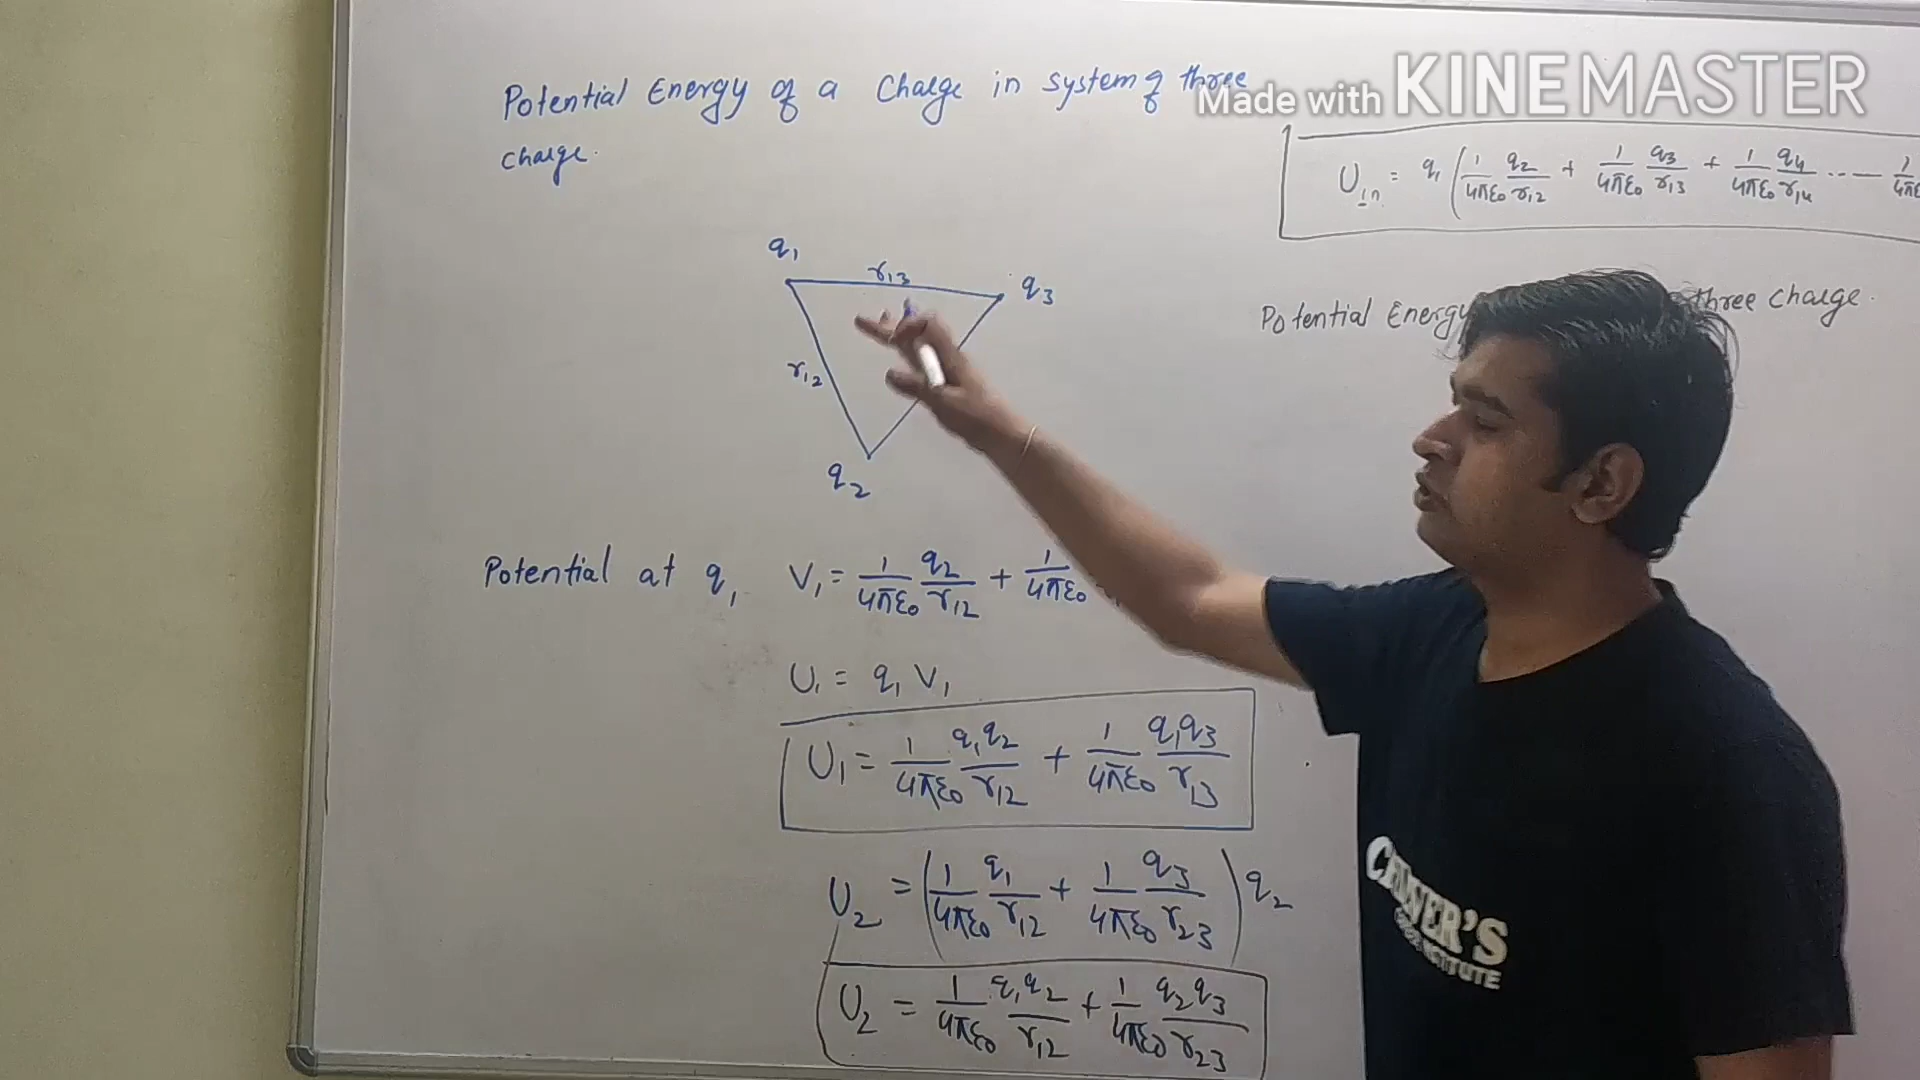 Potential Energy of a Charge in system of three
charge.
Made with KINEMASTER
U₁ₙ = q₁ ( 1/4πε₀ q₂/r₁₂ + 1/4πε₀ q₃/r₁₃ + 1/4πε₀ q₄/r₁₄ ...---
q₁
r₁₃
q₃
r₁₂
q₂
Potential Energy three charge.
Potential at q₁ V₁ = 1/4πε₀ q₂/r₁₂ + 1/4πε₀
U₁ = q₁ V₁
U₁ = 1/4πε₀ q₁q₂/r₁₂ + 1/4πε₀ q₁q₃/r₁₃
U₂ = ( 1/4πε₀ q₁/r₁₂ + 1/4πε₀ q₃/r₂₃ ) q₂
U₂ = 1/4πε₀ q₁q₂/r₁₂ + 1/4πε₀ q₂q₃/r₂₃